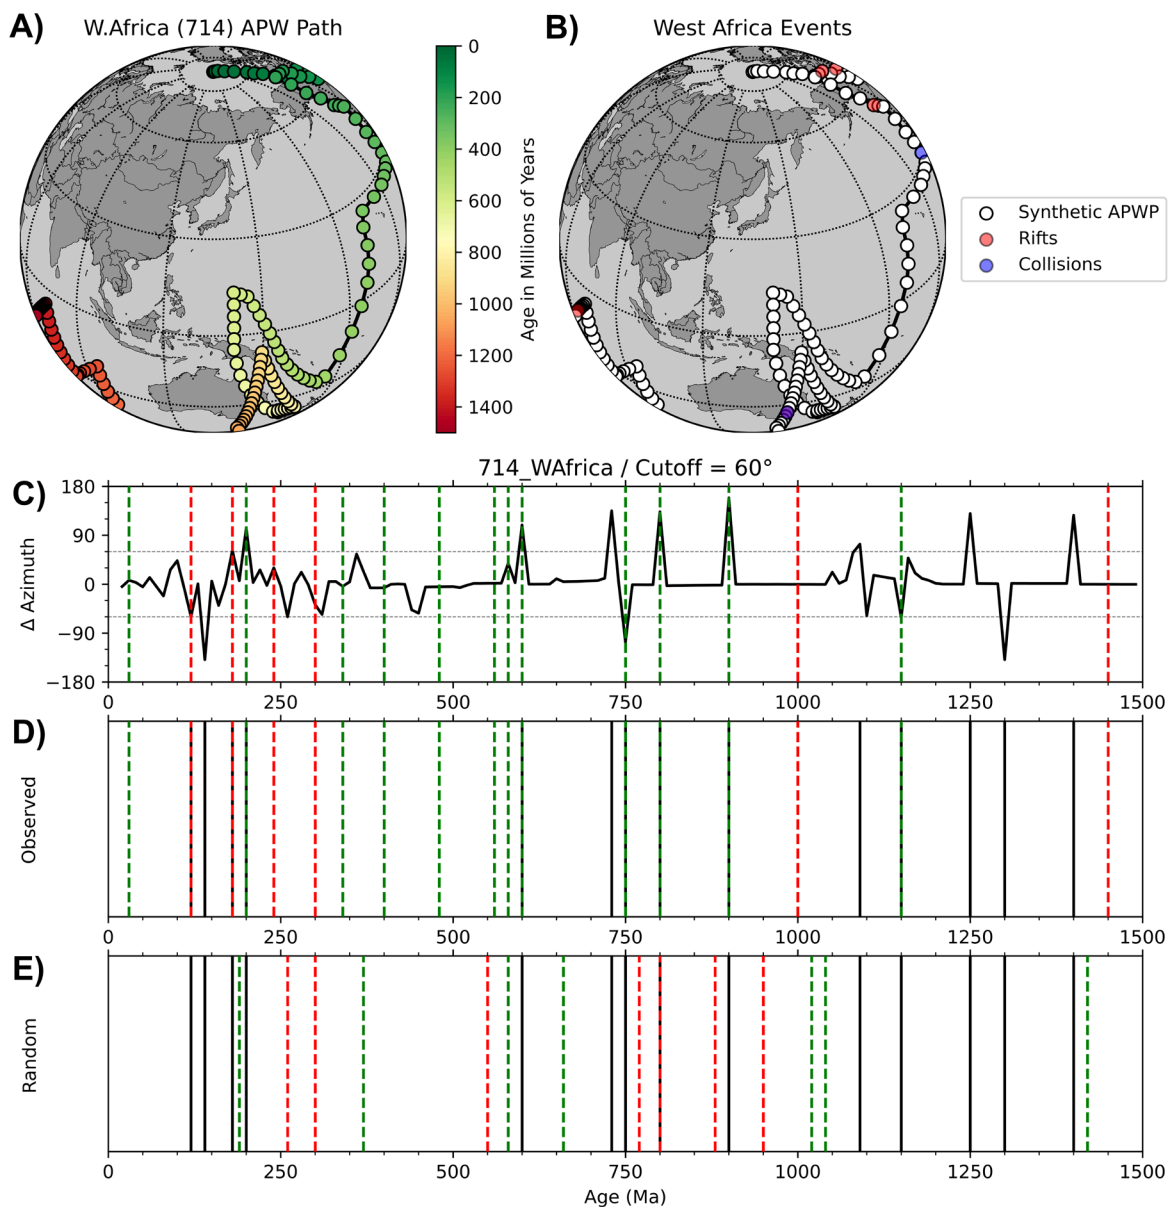 A)
W.Africa (714) APW Path
0
200
400
600
800
1000
1200
1400
Age in Millions of Years
B)
West Africa Events
Synthetic APWP
Rifts
Collisions
714_WAfrica / Cutoff = 60°
C)
180
90
0
−90
−180
Δ Azimuth
0 250 500 750 1000 1250 1500
D)
Observed
0 250 500 750 1000 1250 1500
E)
Random
0 250 500 750 1000 1250 1500
Age (Ma)